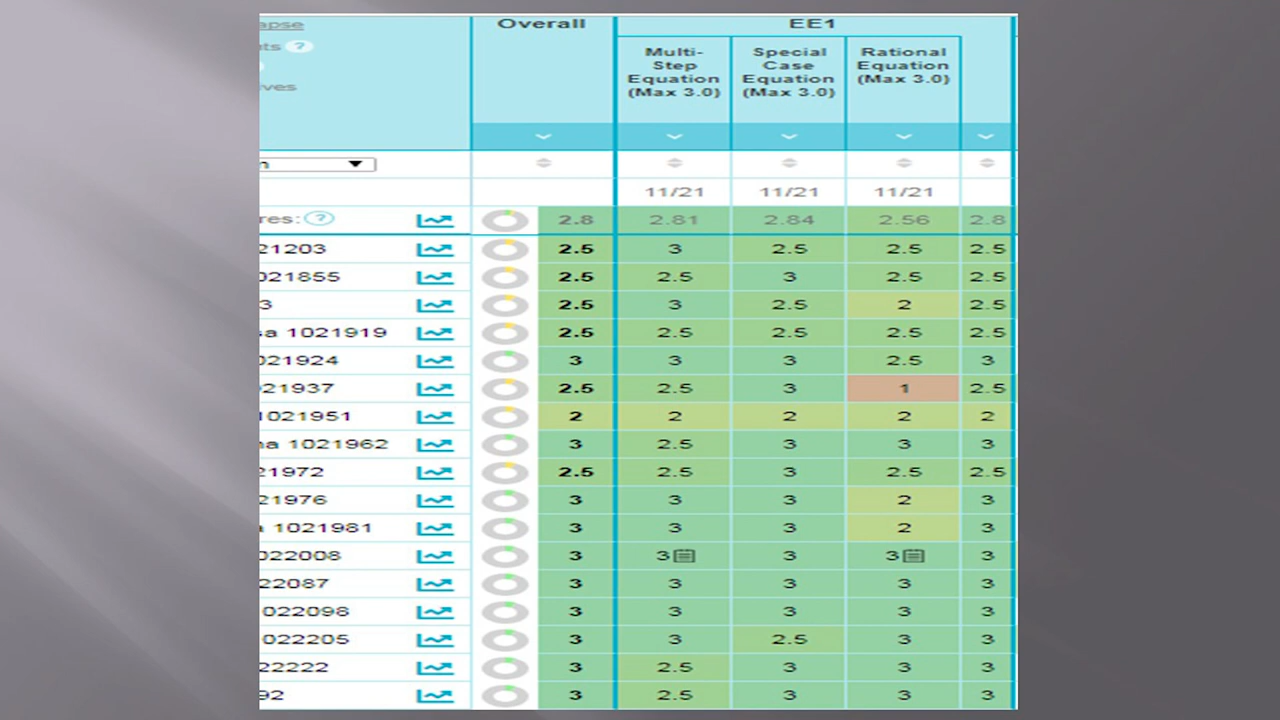 apse Overall EE1
ts ?
ves
Multi-Step Equation (Max 3.0) Special Case Equation (Max 3.0) Rational Equation (Max 3.0)
11/21 11/21 11/21
res: ? 2.8 2.81 2.84 2.56 2.8
21203 2.5 3 2.5 2.5 2.5
021855 2.5 2.5 3 2.5 2.5
3 2.5 3 2.5 2 2.5
sa 1021919 2.5 2.5 2.5 2.5 2.5
021924 3 3 3 2.5 3
21937 2.5 2.5 3 1 2.5
1021951 2 2 2 2 2
na 1021962 3 2.5 3 3 3
21972 2.5 2.5 3 2.5 2.5
21976 3 3 3 2 3
a 1021981 3 3 3 2 3
022008 3 3 3 3 3
22087 3 3 3 3 3
022098 3 3 3 3 3
022205 3 3 2.5 3 3
22222 3 2.5 3 3 3
92 3 2.5 3 3 3